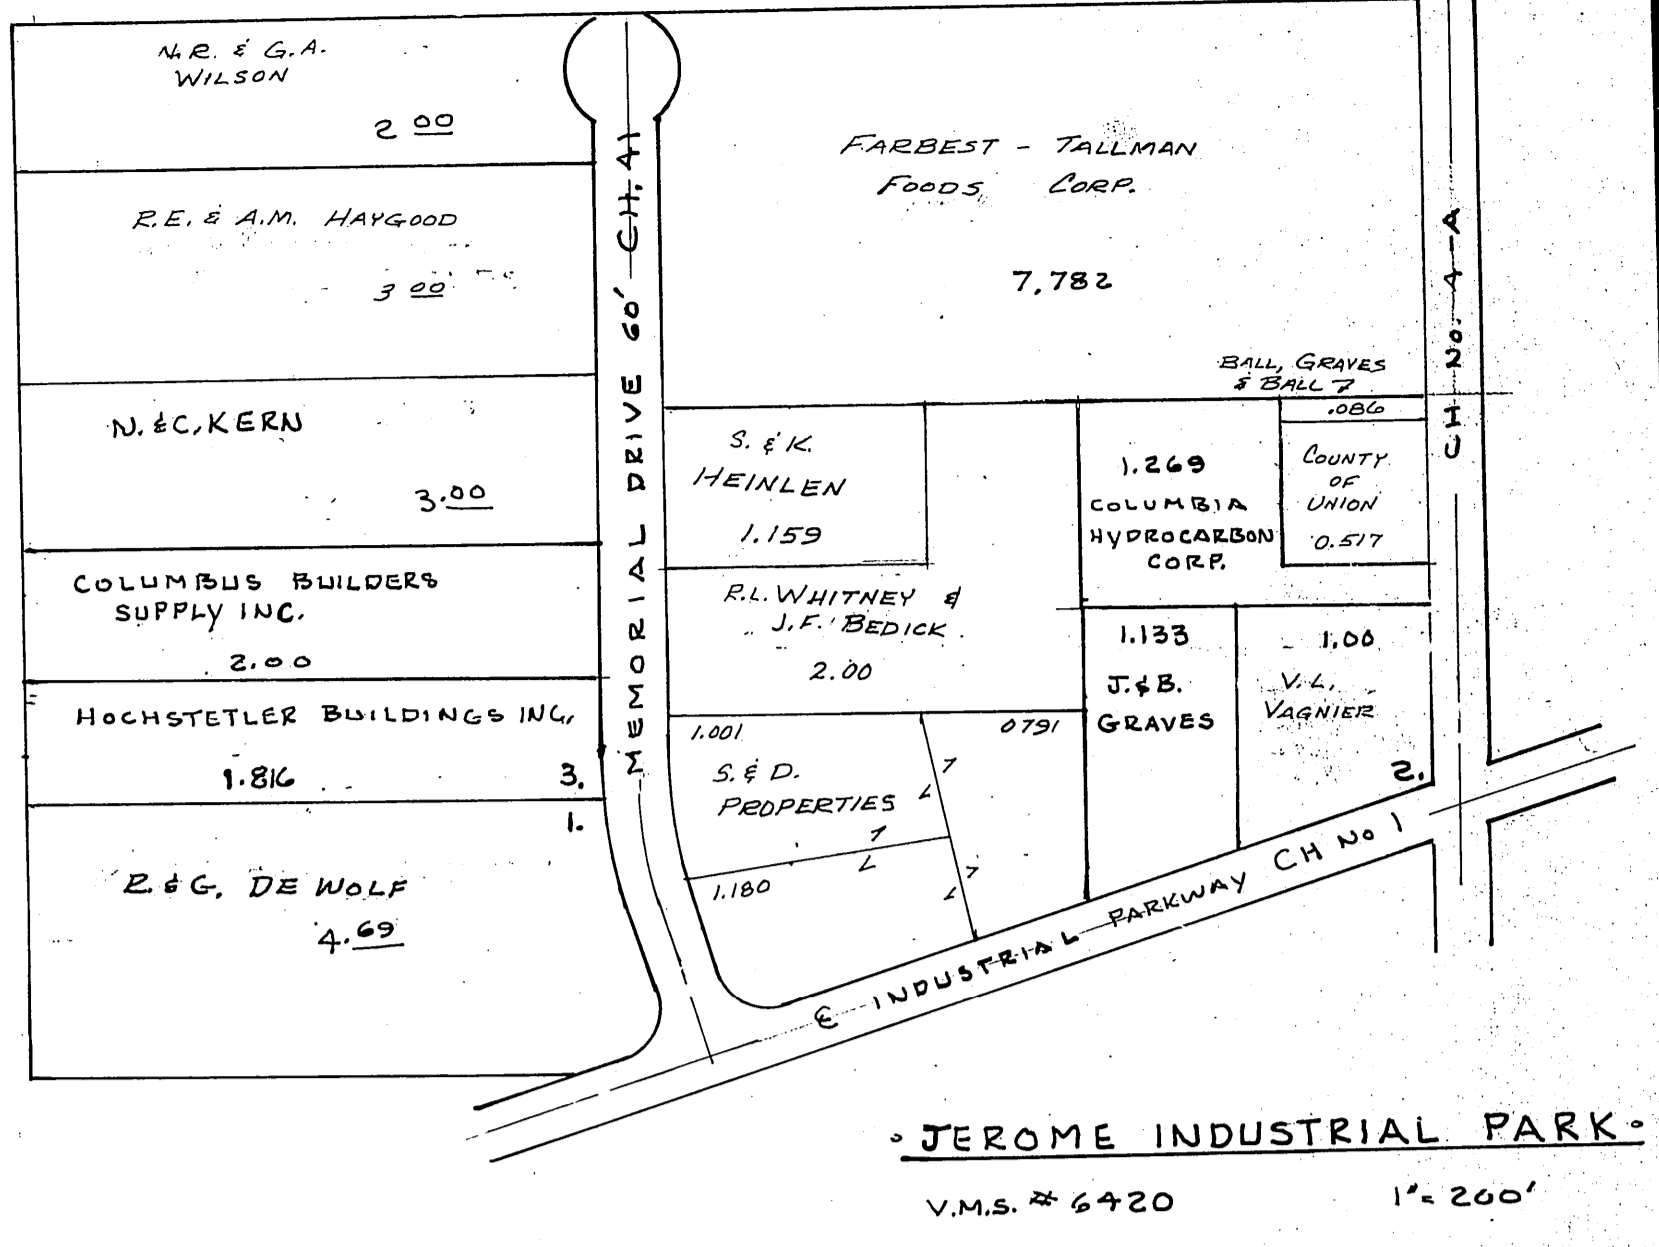 N.R. & G.A.
WILSON
2 00
R.E. & A.M. HAYGOOD
3 00
N. & C. KERN
3.00
COLUMBUS BUILDERS
SUPPLY INC.
2.00
HOCHSTETLER BUILDINGS INC.
1.816 3.
1.
R. & G. DE WOLF
4.69
MEMORIAL DRIVE 60' CH. 41
FARBEST - TALLMAN
FOODS CORP.
7.782
BALL, GRAVES
& BALL 7
.086
S. & K.
HEINLEN
1.159
1.269
COLUMBIA
HYDROCARBON
CORP.
COUNTY
OF
UNION
0.517
R.L. WHITNEY &
J.F. BEDICK
2.00
1.133
J. & B.
GRAVES
1.00
V.L.
VAGNIER
2.
1.001
0791
S. & D.
PROPERTIES
1.180
CH No. 4-A
℄ INDUSTRIAL PARKWAY CH No 1
JEROME INDUSTRIAL PARK
V.M.S. # 6420 1"= 200'